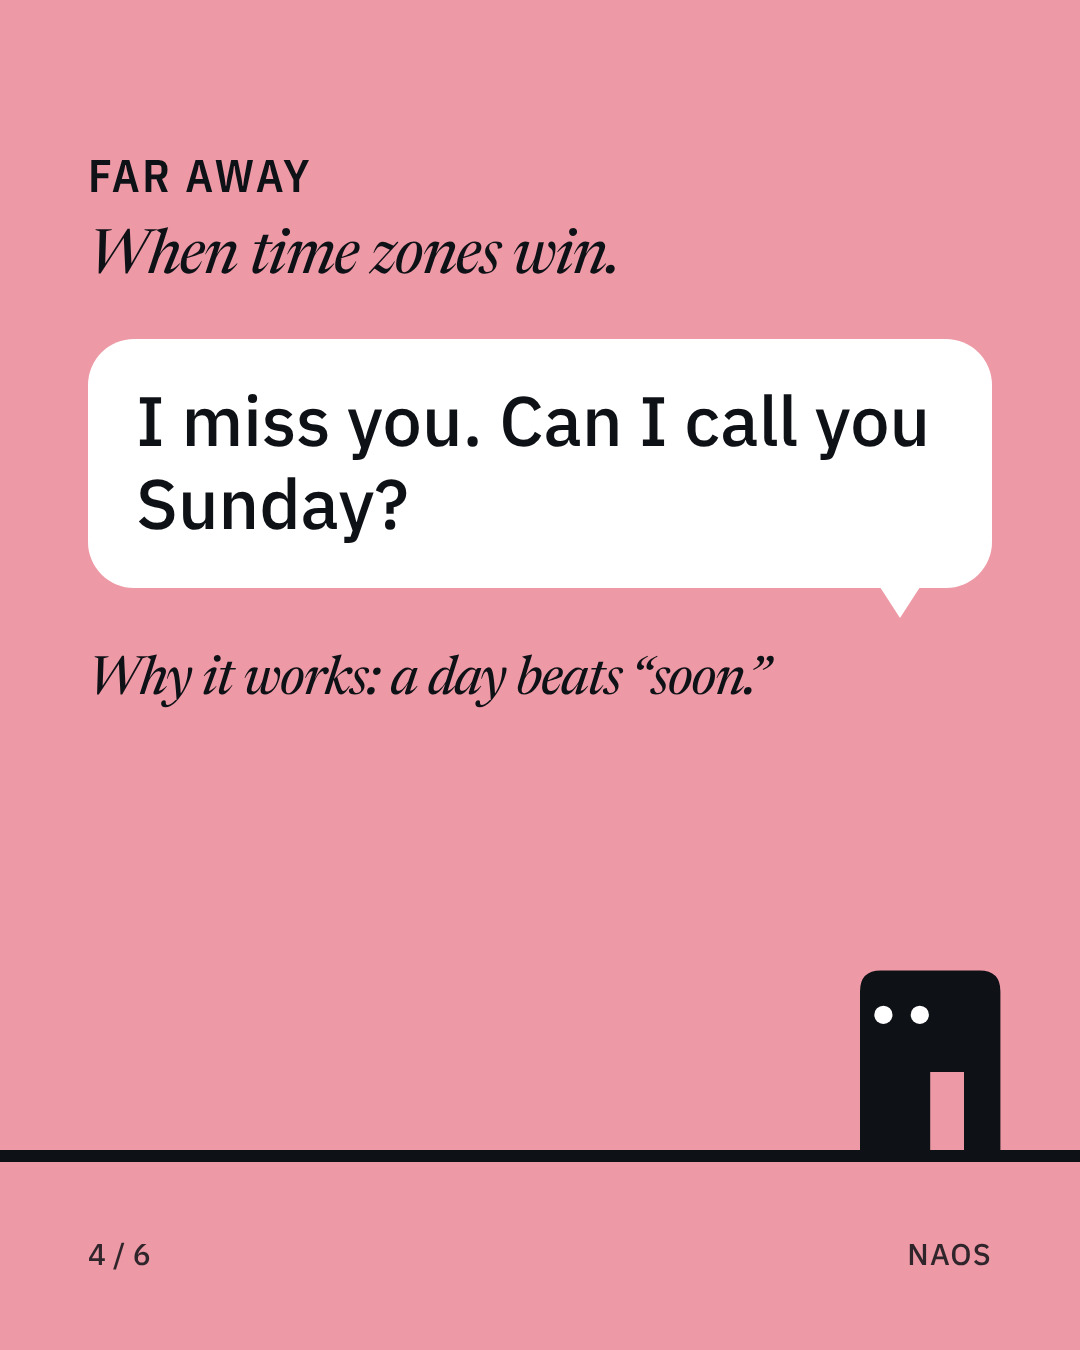 FAR AWAY
When time zones win.
I miss you. Can I call you
Sunday?
Why it works: a day beats “soon.”
4 / 6
NAOS